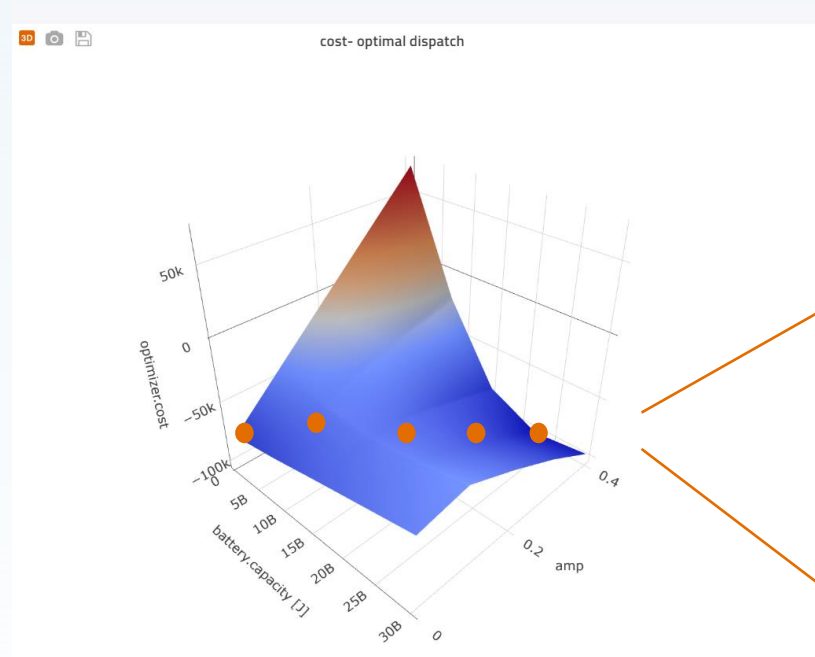 3D
cost- optimal dispatch
50k
0
−50k
−100k
optimizer.cost
0
5B
10B
15B
20B
25B
30B
battery.capacity [J]
0.4
0.2
0
amp